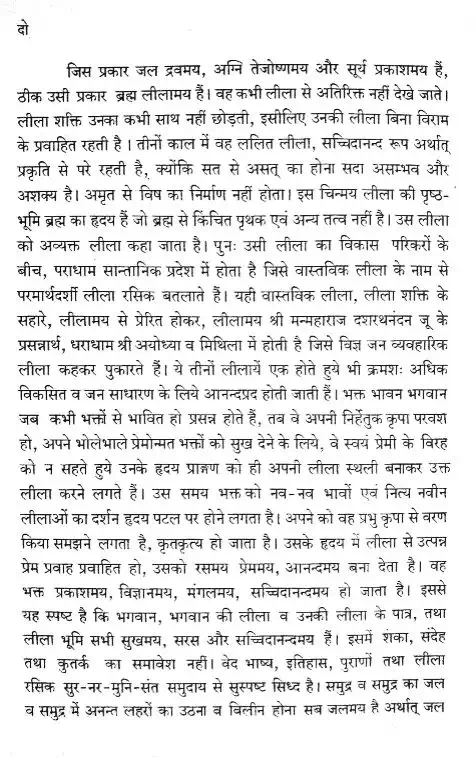 दो
जिस प्रकार जल द्रवमय, अग्नि तेजोष्णमय और सूर्य प्रकाशमय हैं,
ठीक उसी प्रकार ब्रह्म लीलामय हैं। वह कभी लीला से अतिरिक्त नहीं देखे जाते।
लीला शक्ति उनका कभी साथ नहीं छोड़ती, इसीलिए उनकी लीला बिना विराम
के प्रवाहित रहती है । तीनों काल में वह ललित लीला, सच्चिदानन्द रूप अर्थात्
प्रकृति से परे रहती है, क्योंकि सत से असत् का होना सदा असम्भव और
अशक्य है। अमृत से विष का निर्माण नहीं होता। इस चिन्मय लीला की पृष्ठ-
भूमि ब्रह्म का हृदय हैं जो ब्रह्म से किंचित पृथक एवं अन्य तत्व नहीं है। उस लीला
को अव्यक्त लीला कहा जाता है। पुनः उसी लीला का विकास परिकरों के
बीच, पराधाम सान्तानिक प्रदेश में होता है जिसे वास्तविक लीला के नाम से
परमार्थदर्शी लीला रसिक बतलाते हैं। यही वास्तविक लीला, लीला शक्ति के
सहारे, लीलामय से प्रेरित होकर, लीलामय श्री मन्महाराज दशरथनंदन जू के
प्रसन्नार्थ, धराधाम श्री अयोध्या व मिथिला में होती है जिसे विज्ञ जन व्यवहारिक
लीला कहकर पुकारते हैं। ये तीनों लीलायें एक होते हुये भी क्रमशः अधिक
विकसित व जन साधारण के लिये आनन्दप्रद होती जाती हैं। भक्त भावन भगवान
जब कभी भक्तों से भावित हो प्रसन्न होते हैं, तब वे अपनी निर्हेतुक कृपा परवश
हो, अपने भोलेभाले प्रेमोन्मत भक्तों को सुख देने के लिये, वे स्वयं प्रेमी के विरह
को न सहते हुये उनके हृदय प्राङ्गण को ही अपनी लीला स्थली बनाकर उक्त
लीला करने लगते हैं। उस समय भक्त को नव-नव भावों एवं नित्य नवीन
लीलाओं का दर्शन हृदय पटल पर होने लगता है। अपने को वह प्रभु कृपा से वरण
किया समझने लगता है, कृतकृत्य हो जाता है। उसके हृदय में लीला से उत्पन्न
प्रेम प्रवाह प्रवाहित हो, उसको रसमय प्रेममय, आनन्दमय बना देता है। वह
भक्त प्रकाशमय, विज्ञानमय, मंगलमय, सच्चिदानन्दमय हो जाता है। इससे
यह स्पष्ट है कि भगवान, भगवान की लीला व उनकी लीला के पात्र, तथा
लीला भूमि सभी सुखमय, सरस और सच्चिदानन्दमय हैं। इसमें शंका, संदेह
तथा कुतर्क का समावेश नहीं। वेद भाष्य, इतिहास, पुराणों तथा लीला
रसिक सुर-नर-मुनि-संत समुदाय से सुस्पष्ट सिध्द है। समुद्र व समुद्र का जल
व समुद्र में अनन्त लहरों का उठना व विलीन होना सब जलमय है अर्थात् जल